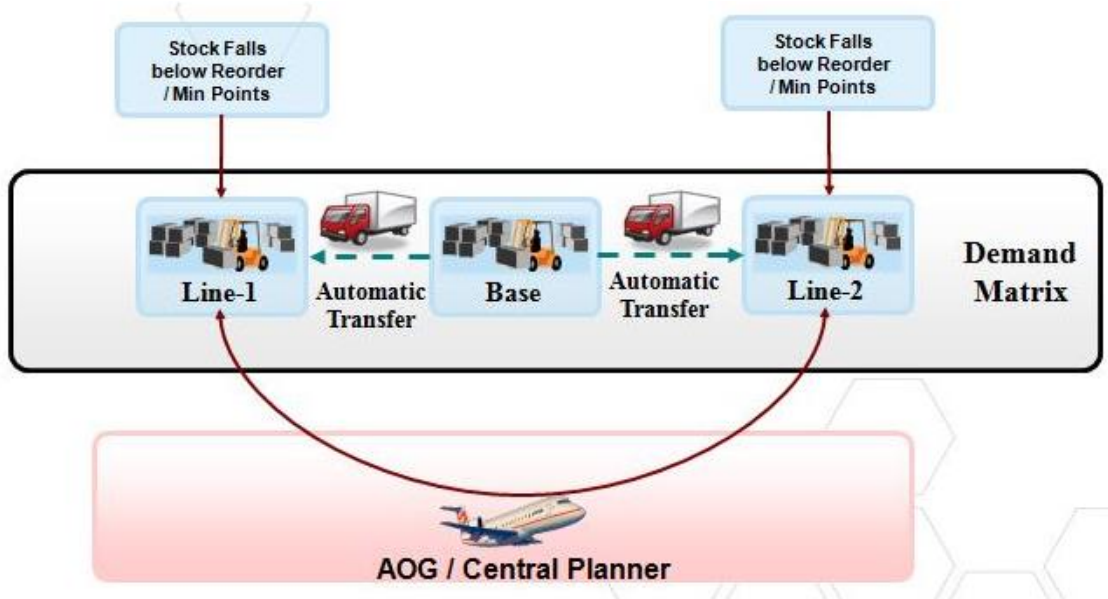 Stock Falls
below Reorder
/ Min Points
Stock Falls
below Reorder
/ Min Points
Line-1
Automatic
Transfer
Base
Automatic
Transfer
Line-2
Demand
Matrix
AOG / Central Planner